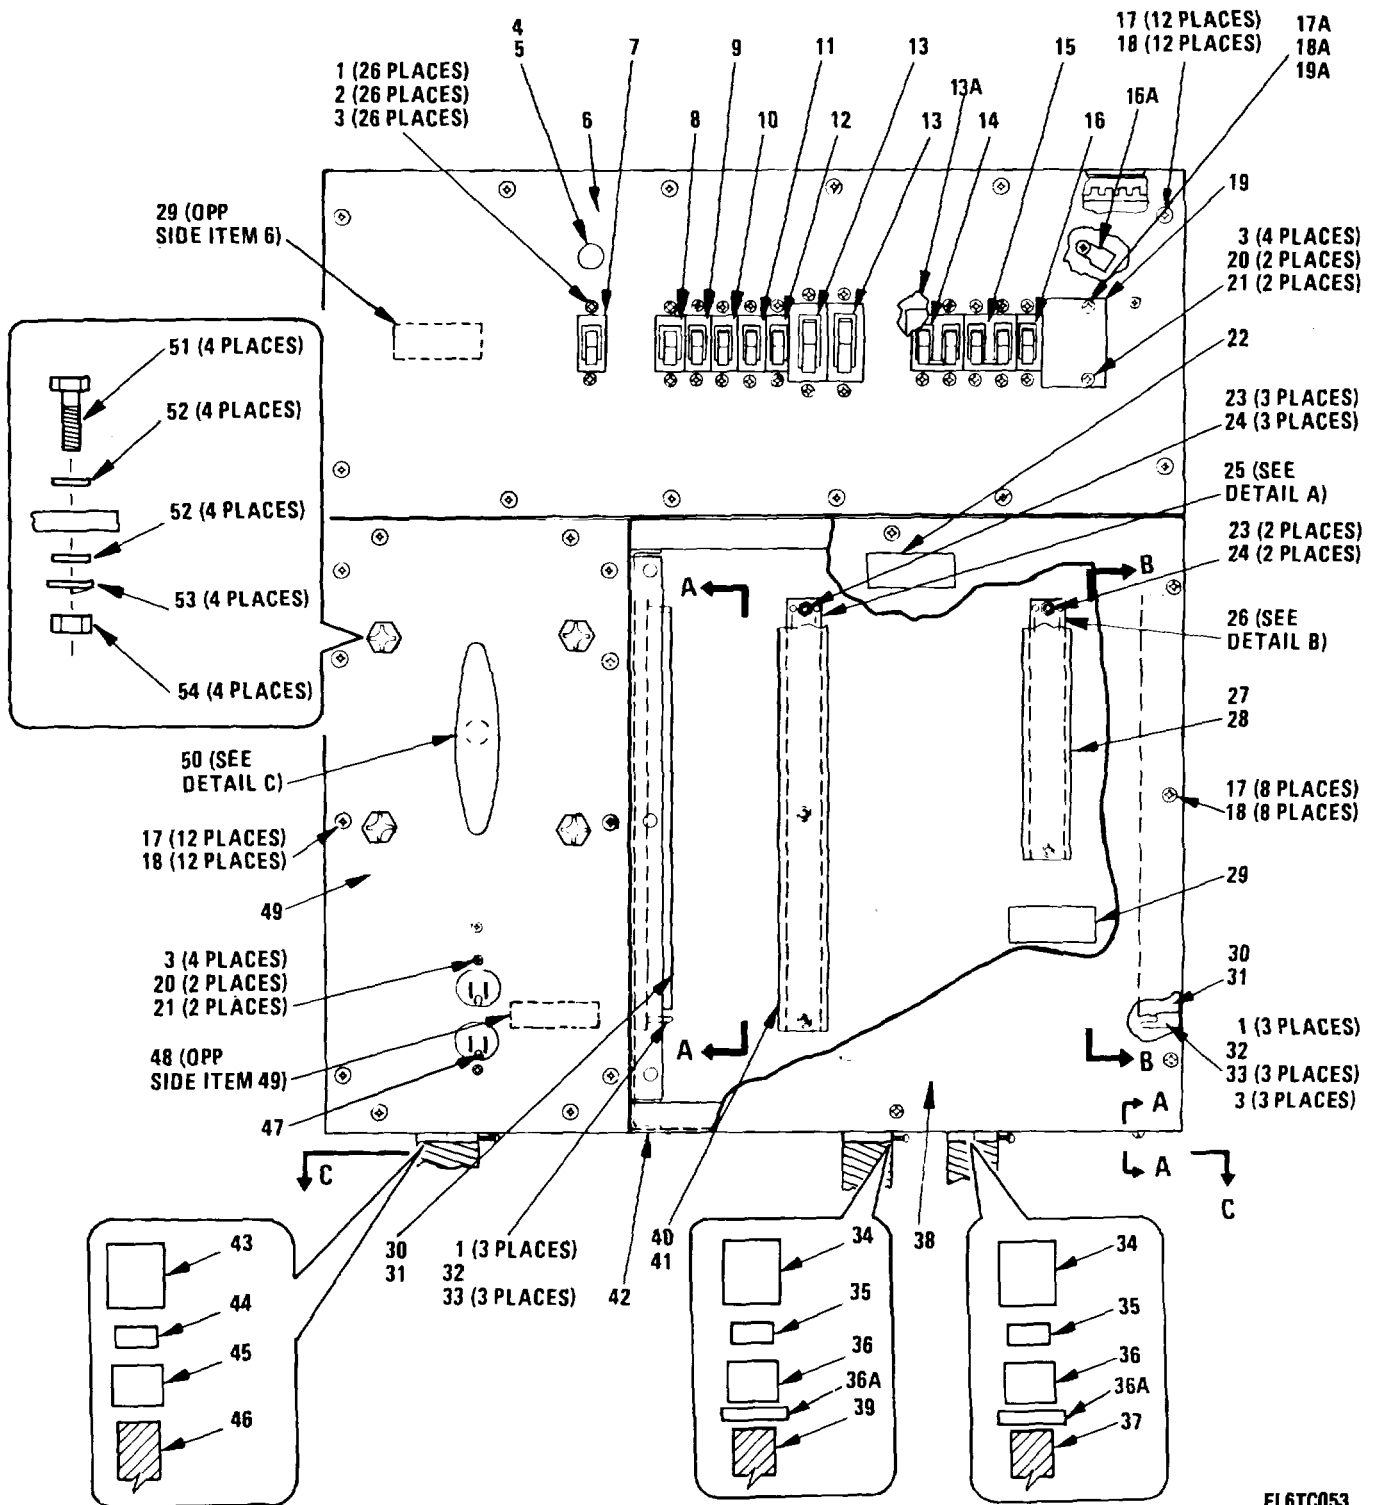 4
5
7
9
11
13
15
17 (12 PLACES)
18 (12 PLACES)
17A
18A
19A
1 (26 PLACES)
2 (26 PLACES)
3 (26 PLACES)
6
8
10
12
13
13A
14
16
16A
19
29 (OPP
SIDE ITEM 6)
3 (4 PLACES)
20 (2 PLACES)
21 (2 PLACES)
22
51 (4 PLACES)
52 (4 PLACES)
52 (4 PLACES)
53 (4 PLACES)
54 (4 PLACES)
23 (3 PLACES)
24 (3 PLACES)
25 (SEE
DETAIL A)
23 (2 PLACES)
24 (2 PLACES)
A
B
26 (SEE
DETAIL B)
27
28
50 (SEE
DETAIL C)
17 (8 PLACES)
18 (8 PLACES)
17 (12 PLACES)
18 (12 PLACES)
49
29
3 (4 PLACES)
20 (2 PLACES)
21 (2 PLACES)
30
31
48 (OPP
SIDE ITEM 49)
A
B
1 (3 PLACES)
32
33 (3 PLACES)
3 (3 PLACES)
47
A
A
C
C
30
31
1 (3 PLACES)
32
33 (3 PLACES)
42
40
41
38
43
44
45
46
34
35
36
36A
39
34
35
36
36A
37
EL6TC053